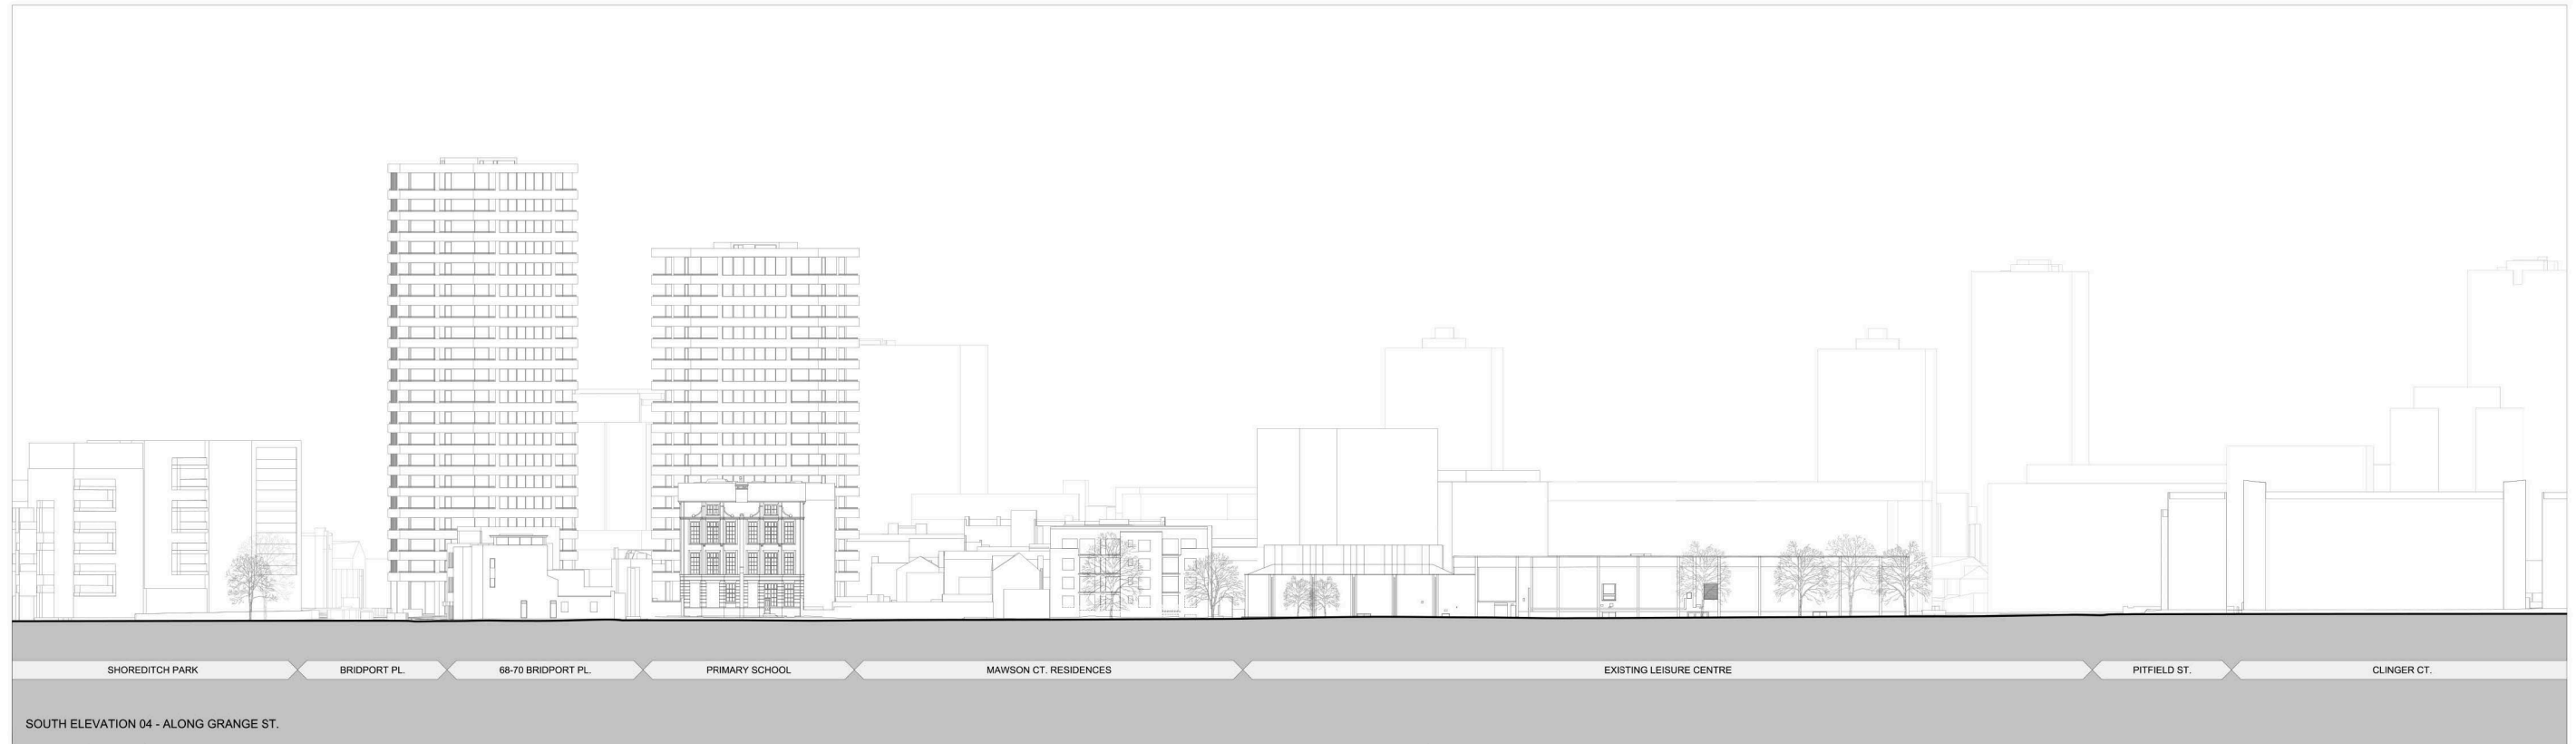 SHOREDITCH PARK
BRIDPORT PL.
68-70 BRIDPORT PL.
PRIMARY SCHOOL
MAWSON CT. RESIDENCES
EXISTING LEISURE CENTRE
PITFIELD ST.
CLINGER CT.
SOUTH ELEVATION 04 - ALONG GRANGE ST.